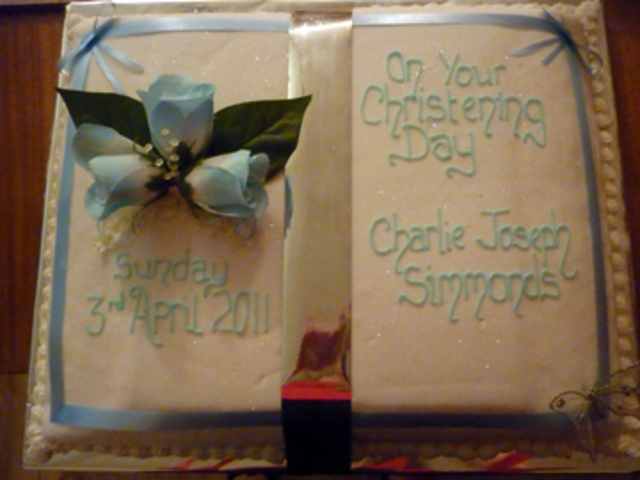 Sunday
3rd April 2011
On Your
Christening
Day
Charlie Joseph
Simmonds